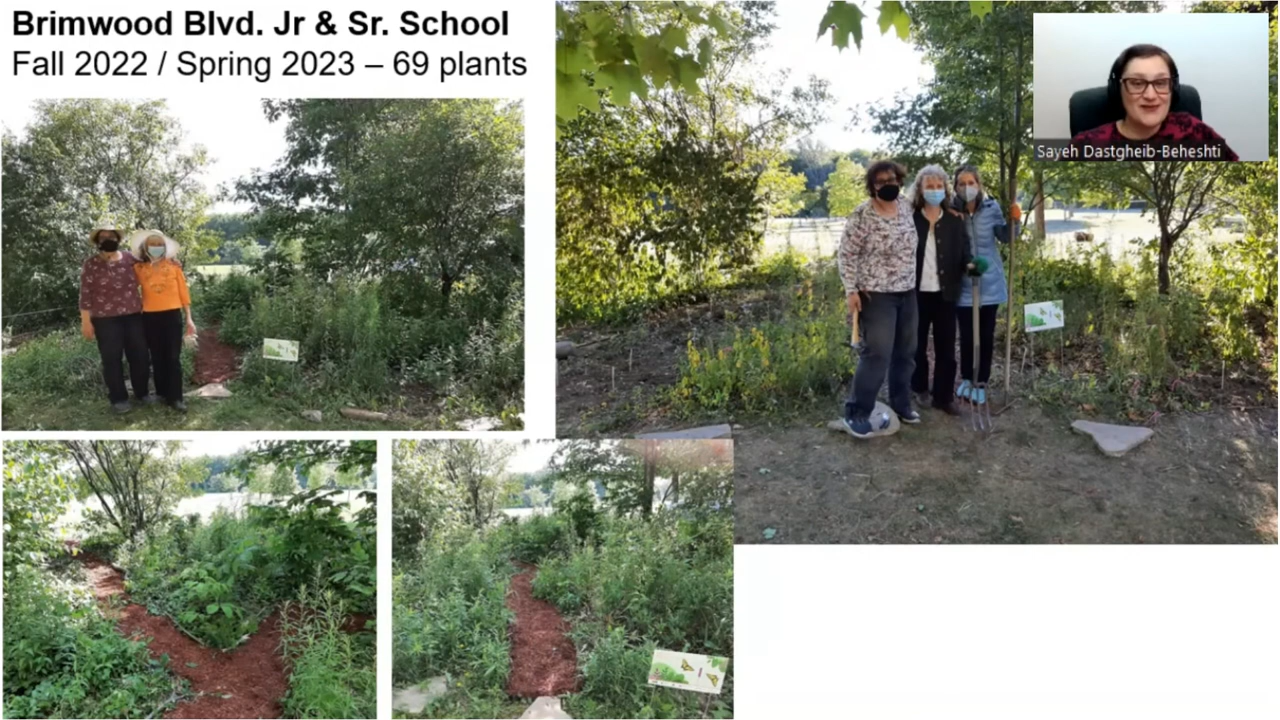 Brimwood Blvd. Jr & Sr. School
Fall 2022 / Spring 2023 – 69 plants
Sayeh Dastgheib-Beheshti